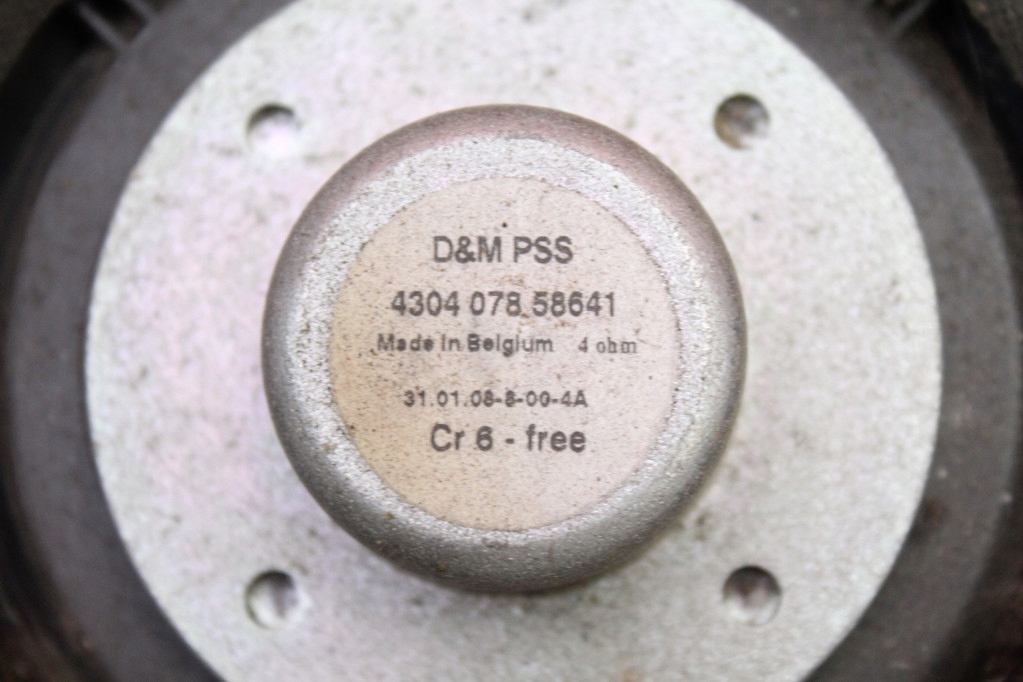 D&M PSS
4304 078 58641
Made In Belgium 4 ohm
31.01.08-8-00-4A
Cr 6 - free